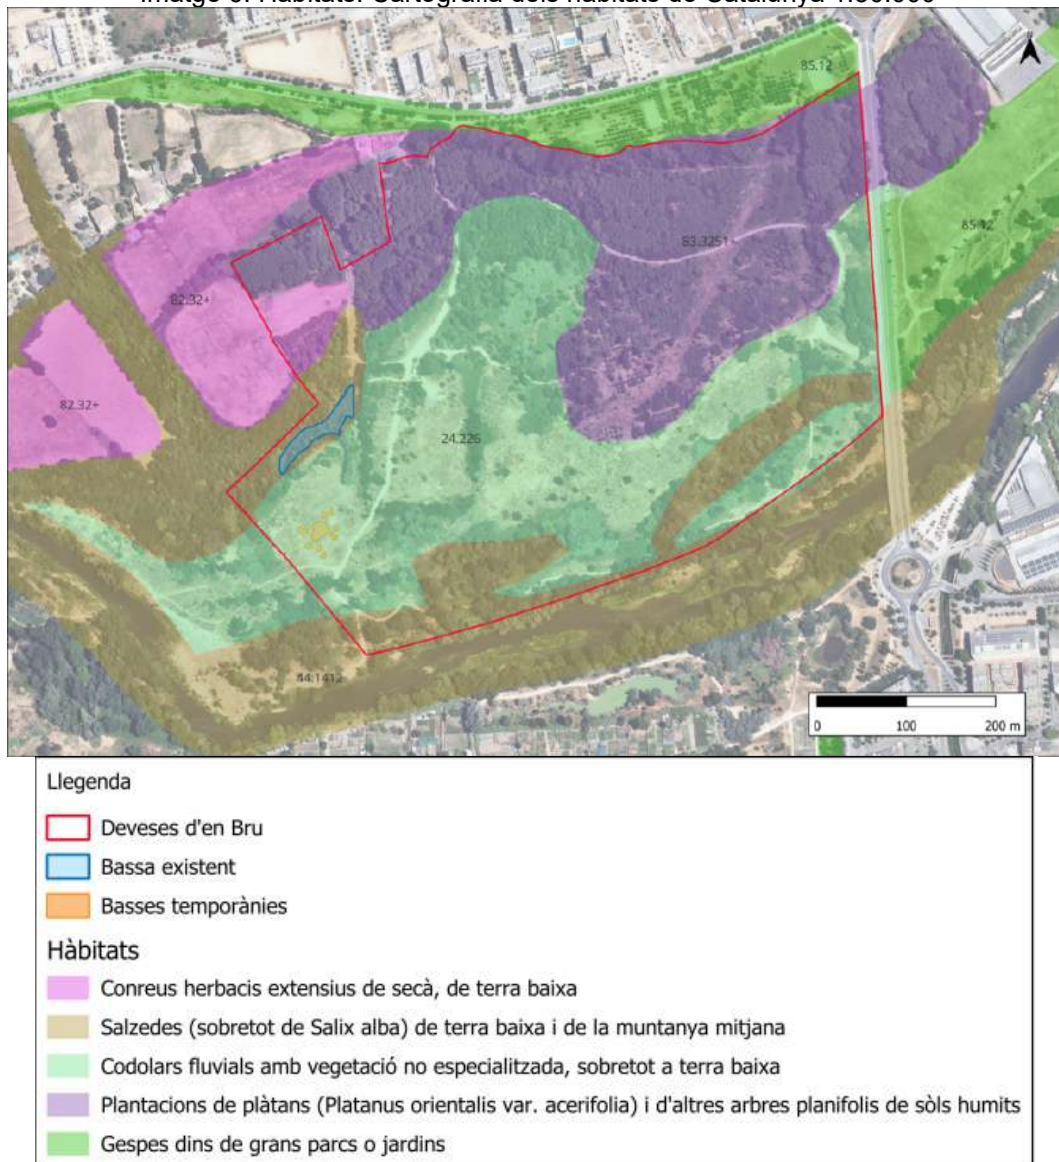 Imatge Hàbitats. Cartografia dels hàbitats de Catalunya
85.12
85.12
83.3251
82.32+
82.32+
24.226
44.1412
0 100 200 m
Llegenda
Deveses d'en Bru
Bassa existent
Basses temporànies
Hàbitats
Conreus herbacis extensius de secà, de terra baixa
Salzedes (sobretot de Salix alba) de terra baixa i de la muntanya mitjana
Codolars fluvials amb vegetació no especialitzada, sobretot a terra baixa
Plantacions de plàtans (Platanus orientalis var. acerifolia) i d'altres arbres planifolis de sòls humits
Gespes dins de grans parcs o jardins